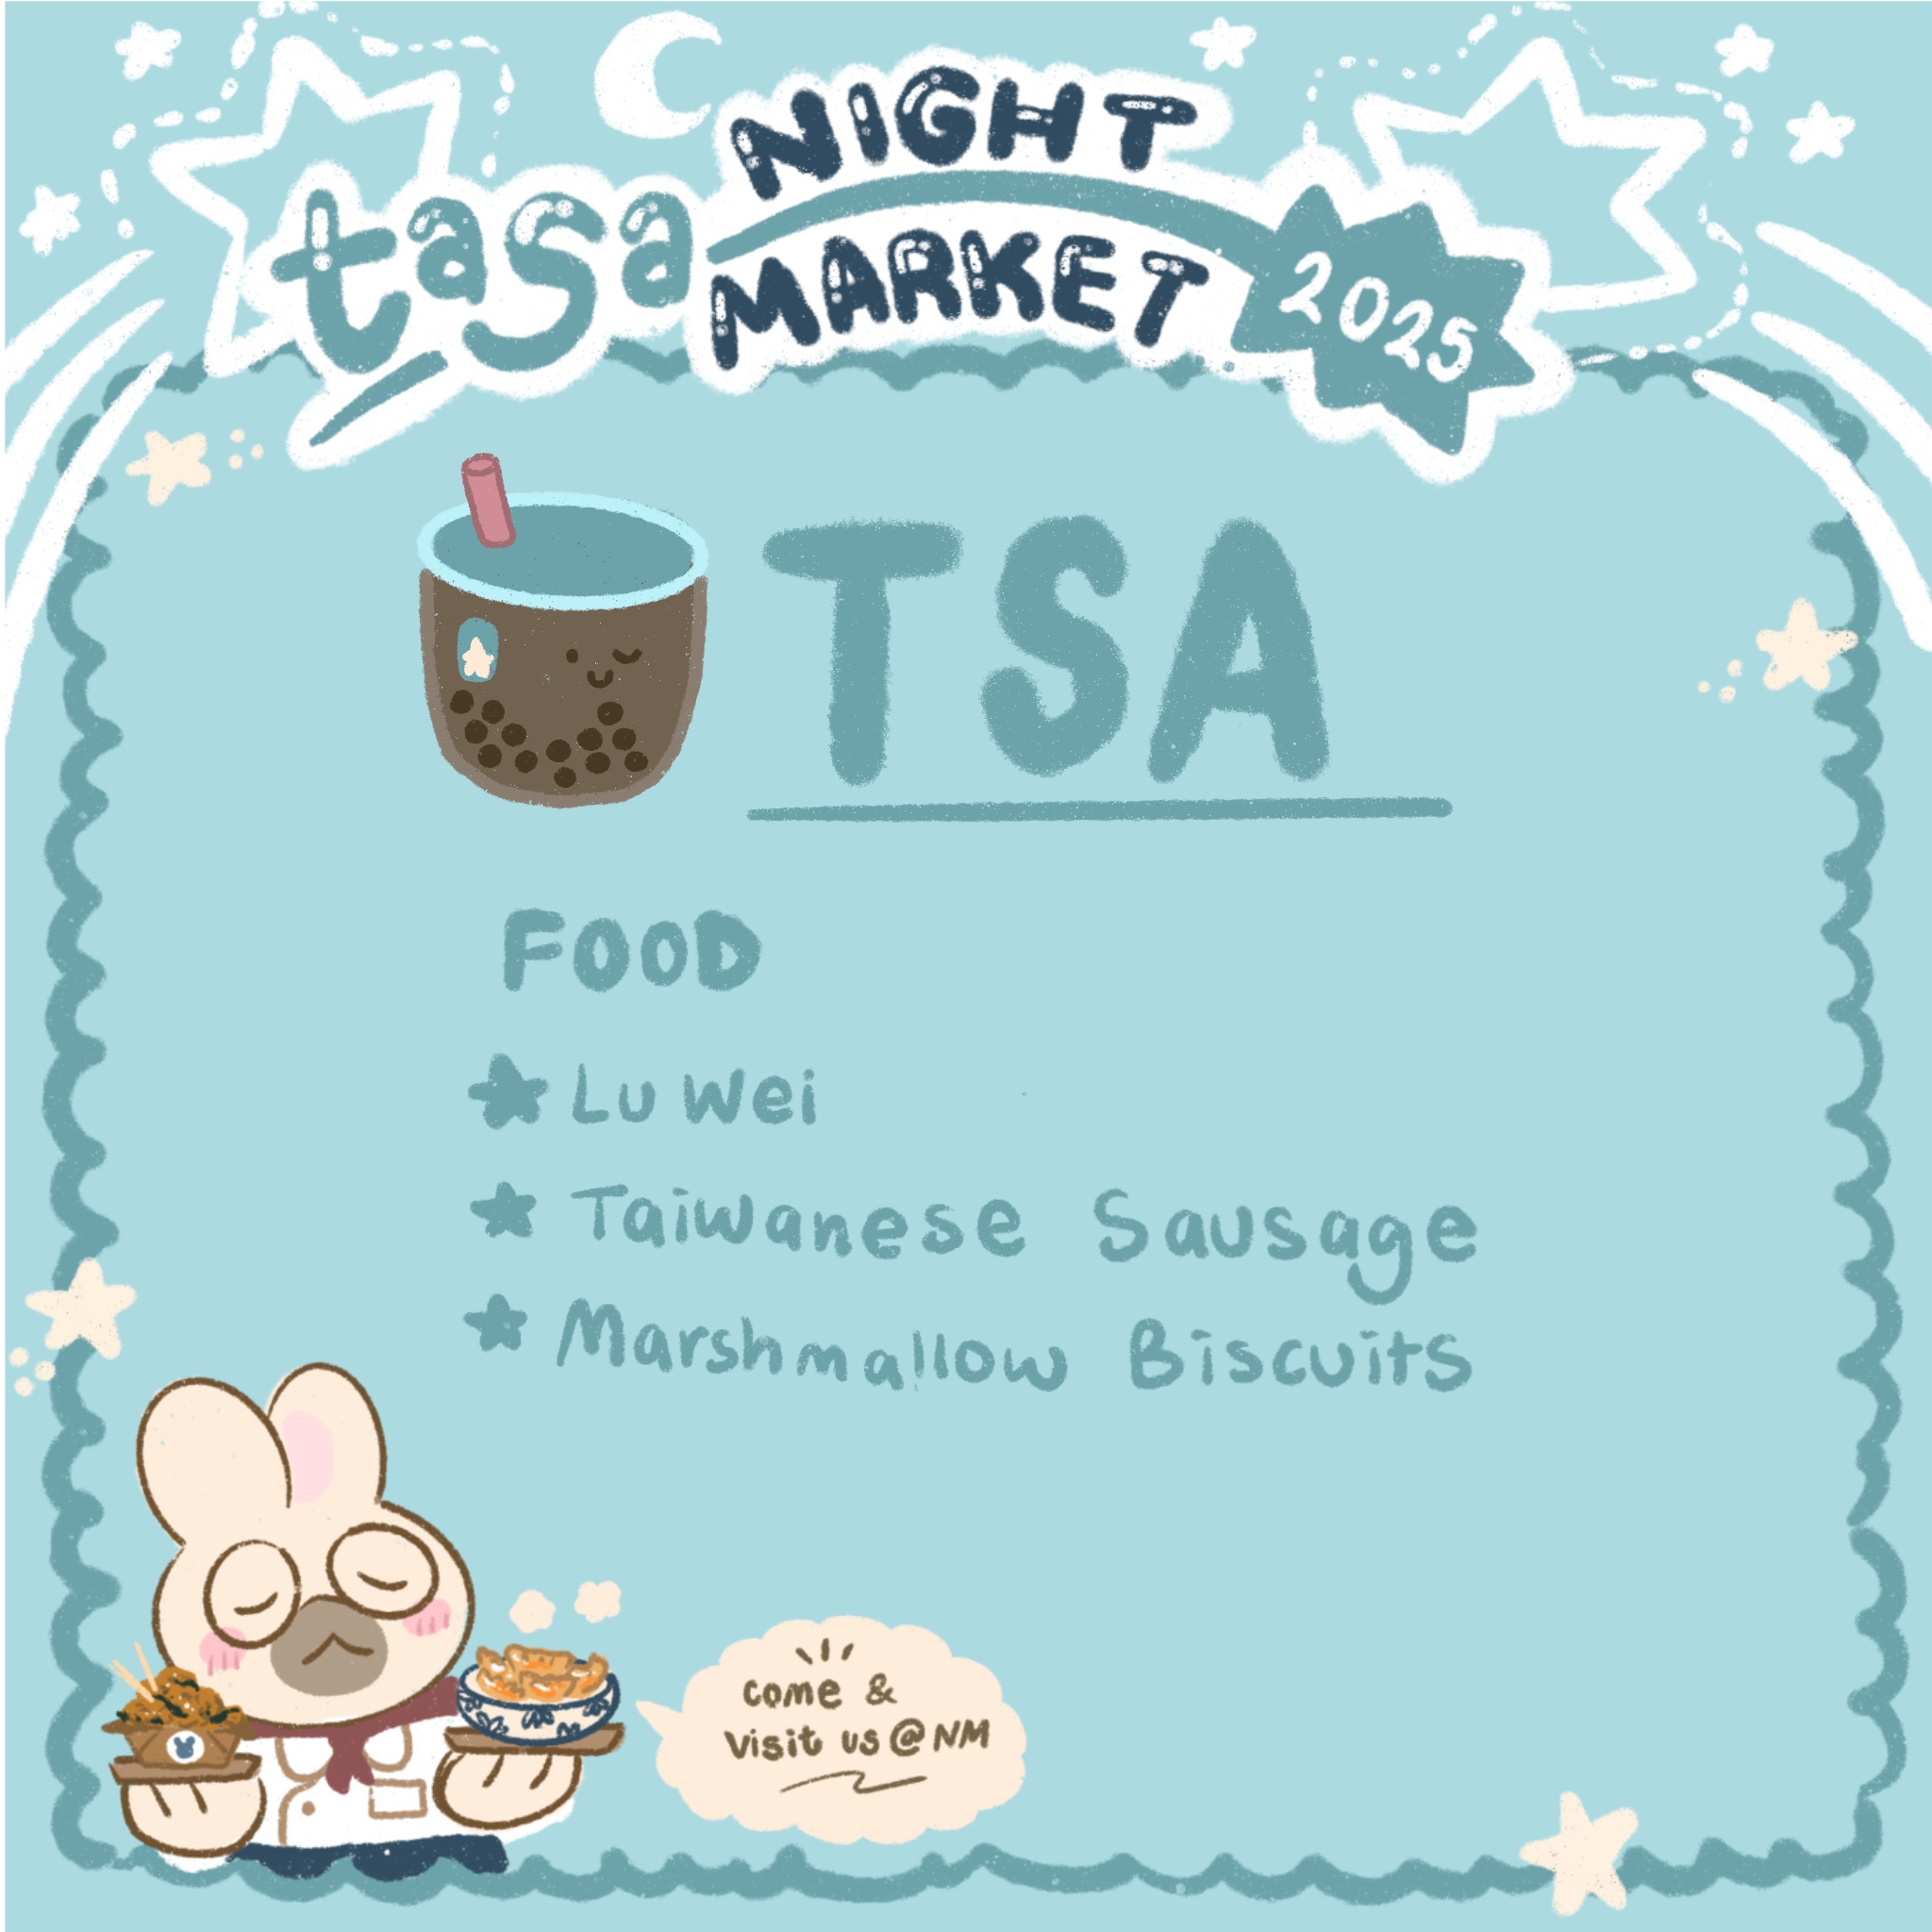 tasa NIGHT MARKET 2025
TSA
FOOD
Lu Wei
Taiwanese Sausage
Marshmallow Biscuits
come &
visit us @ NM